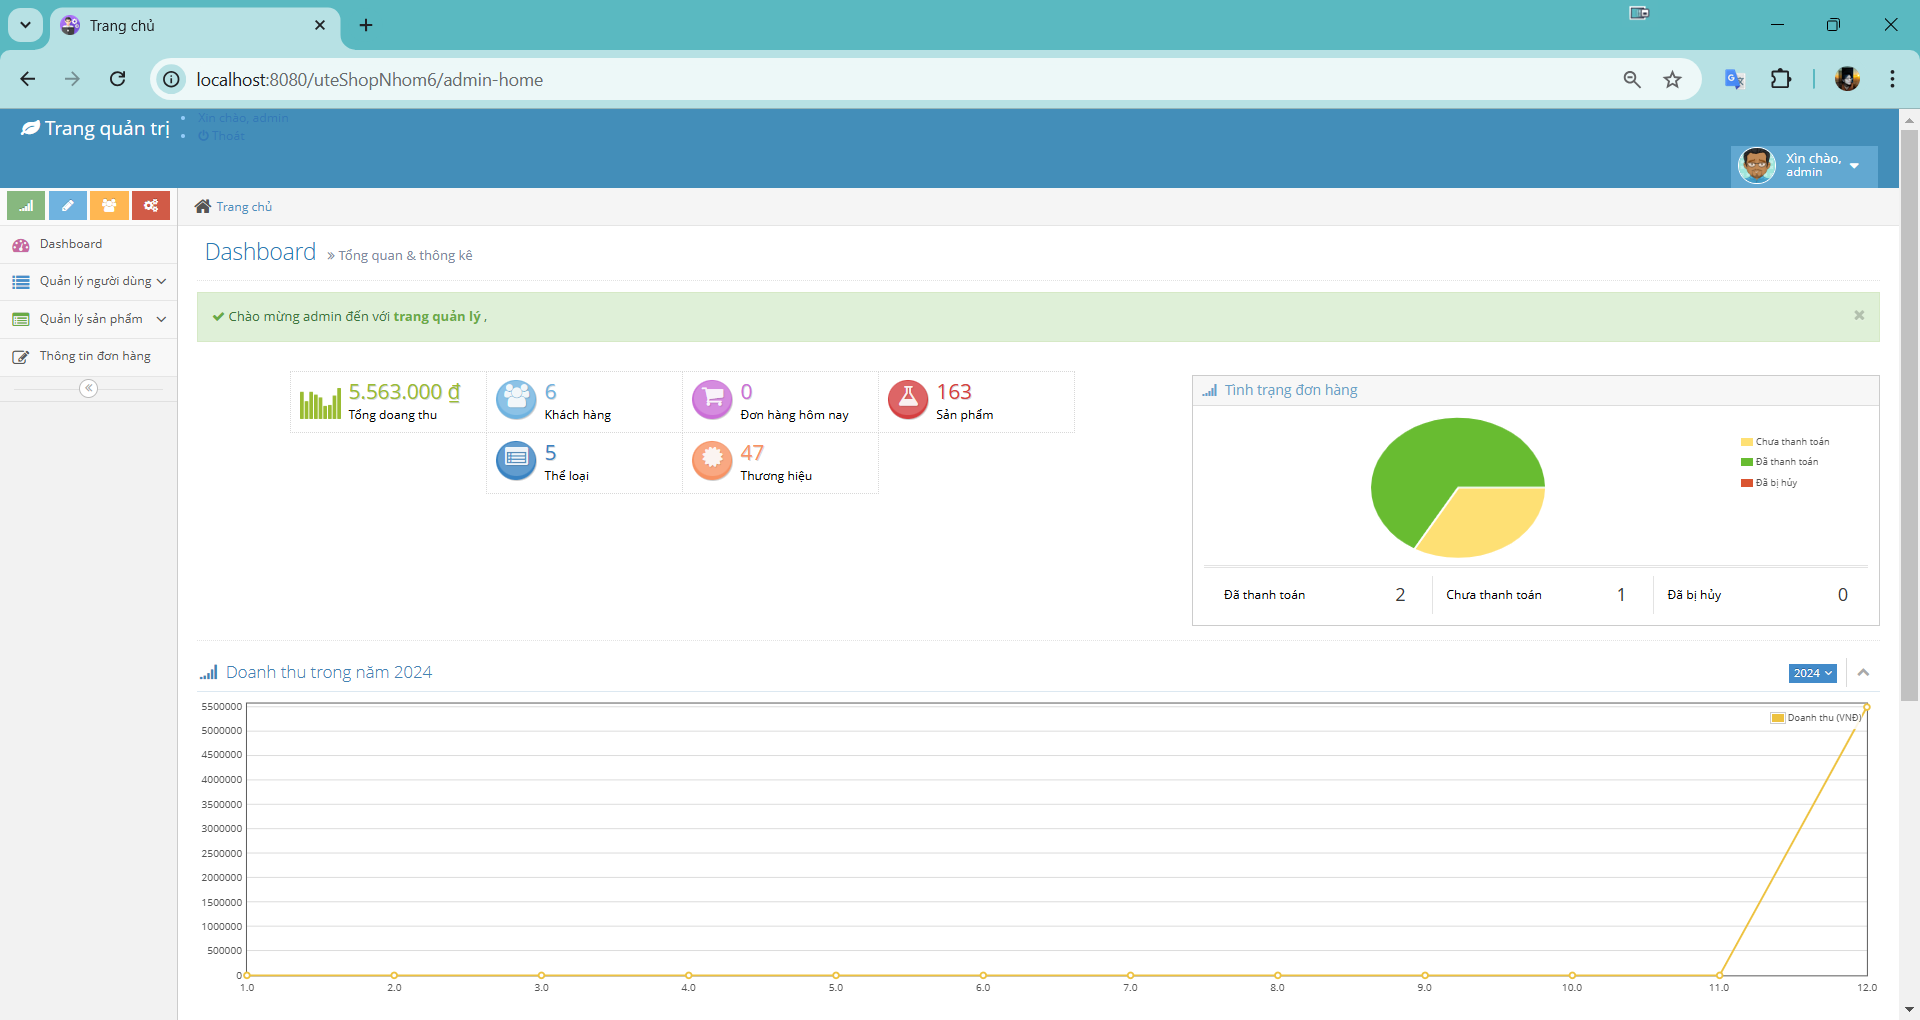 Trang chủ
localhost:8080/uteShopNhom6/admin-home
Trang quản trị
Xin chào, admin
Thoát
Xìn chào,
admin
Trang chủ
Dashboard
Quản lý người dùng
Quản lý sản phẩm
Thông tin đơn hàng
Dashboard » Tổng quan & thông kê
Chào mừng admin đến với trang quản lý ,
5.563.000 ₫
Tổng doang thu
6
Khách hàng
0
Đơn hàng hôm nay
163
Sản phẩm
5
Thể loại
47
Thương hiệu
Tình trạng đơn hàng
Chưa thanh toán
Đã thanh toán
Đã bị hủy
Đã thanh toán 2
Chưa thanh toán 1
Đã bị hủy 0
Doanh thu trong năm 2024
2024
Doanh thu (VNĐ)
5500000
5000000
4500000
4000000
3500000
3000000
2500000
2000000
1500000
1000000
500000
0
1.0 2.0 3.0 4.0 5.0 6.0 7.0 8.0 9.0 10.0 11.0 12.0